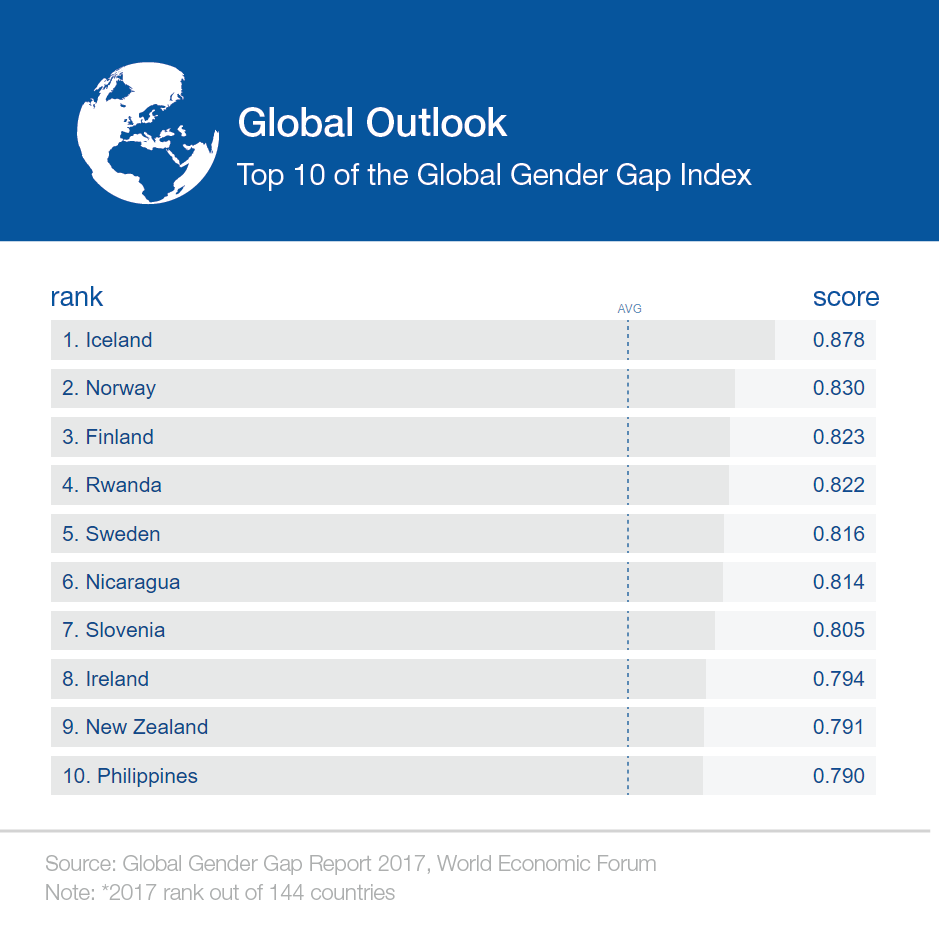 Global Outlook
Top 10 of the Global Gender Gap Index
rank
score
AVG
1. Iceland 0.878
2. Norway 0.830
3. Finland 0.823
4. Rwanda 0.822
5. Sweden 0.816
6. Nicaragua 0.814
7. Slovenia 0.805
8. Ireland 0.794
9. New Zealand 0.791
10. Philippines 0.790
Source: Global Gender Gap Report 2017, World Economic Forum
Note: *2017 rank out of 144 countries